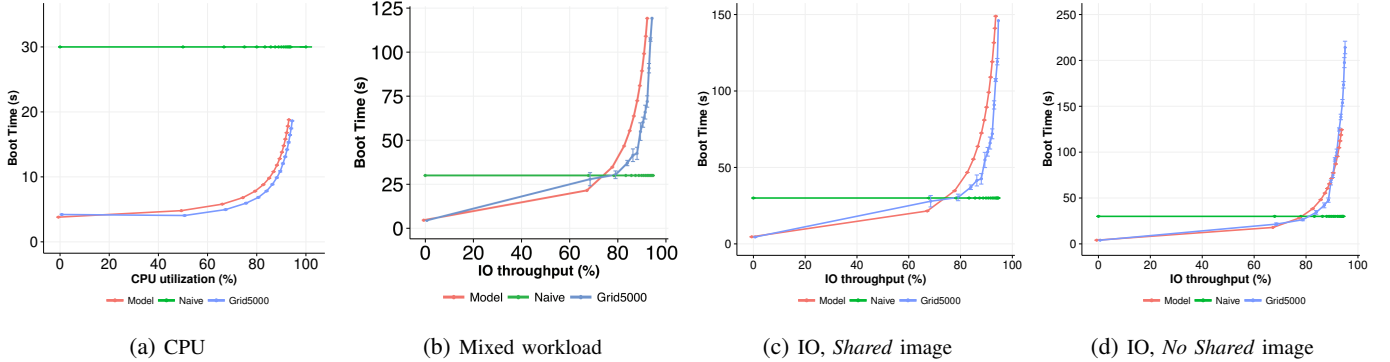 Boot Time (s)
30
20
10
0
0 20 40 60 80 100
CPU utilization (%)
Model Naive Grid5000
(a) CPU
Boot Time (s)
125
100
75
50
25
0
0 20 40 60 80 100
IO throughput (%)
Model Naive Grid5000
(b) Mixed workload
Boot Time (s)
150
100
50
0
0 20 40 60 80 100
IO throughput (%)
Model Naive Grid5000
(c) IO, Shared image
Boot Time (s)
250
200
150
100
50
0
0 20 40 60 80 100
IO throughput (%)
Model Naive Grid5000
(d) IO, No Shared image